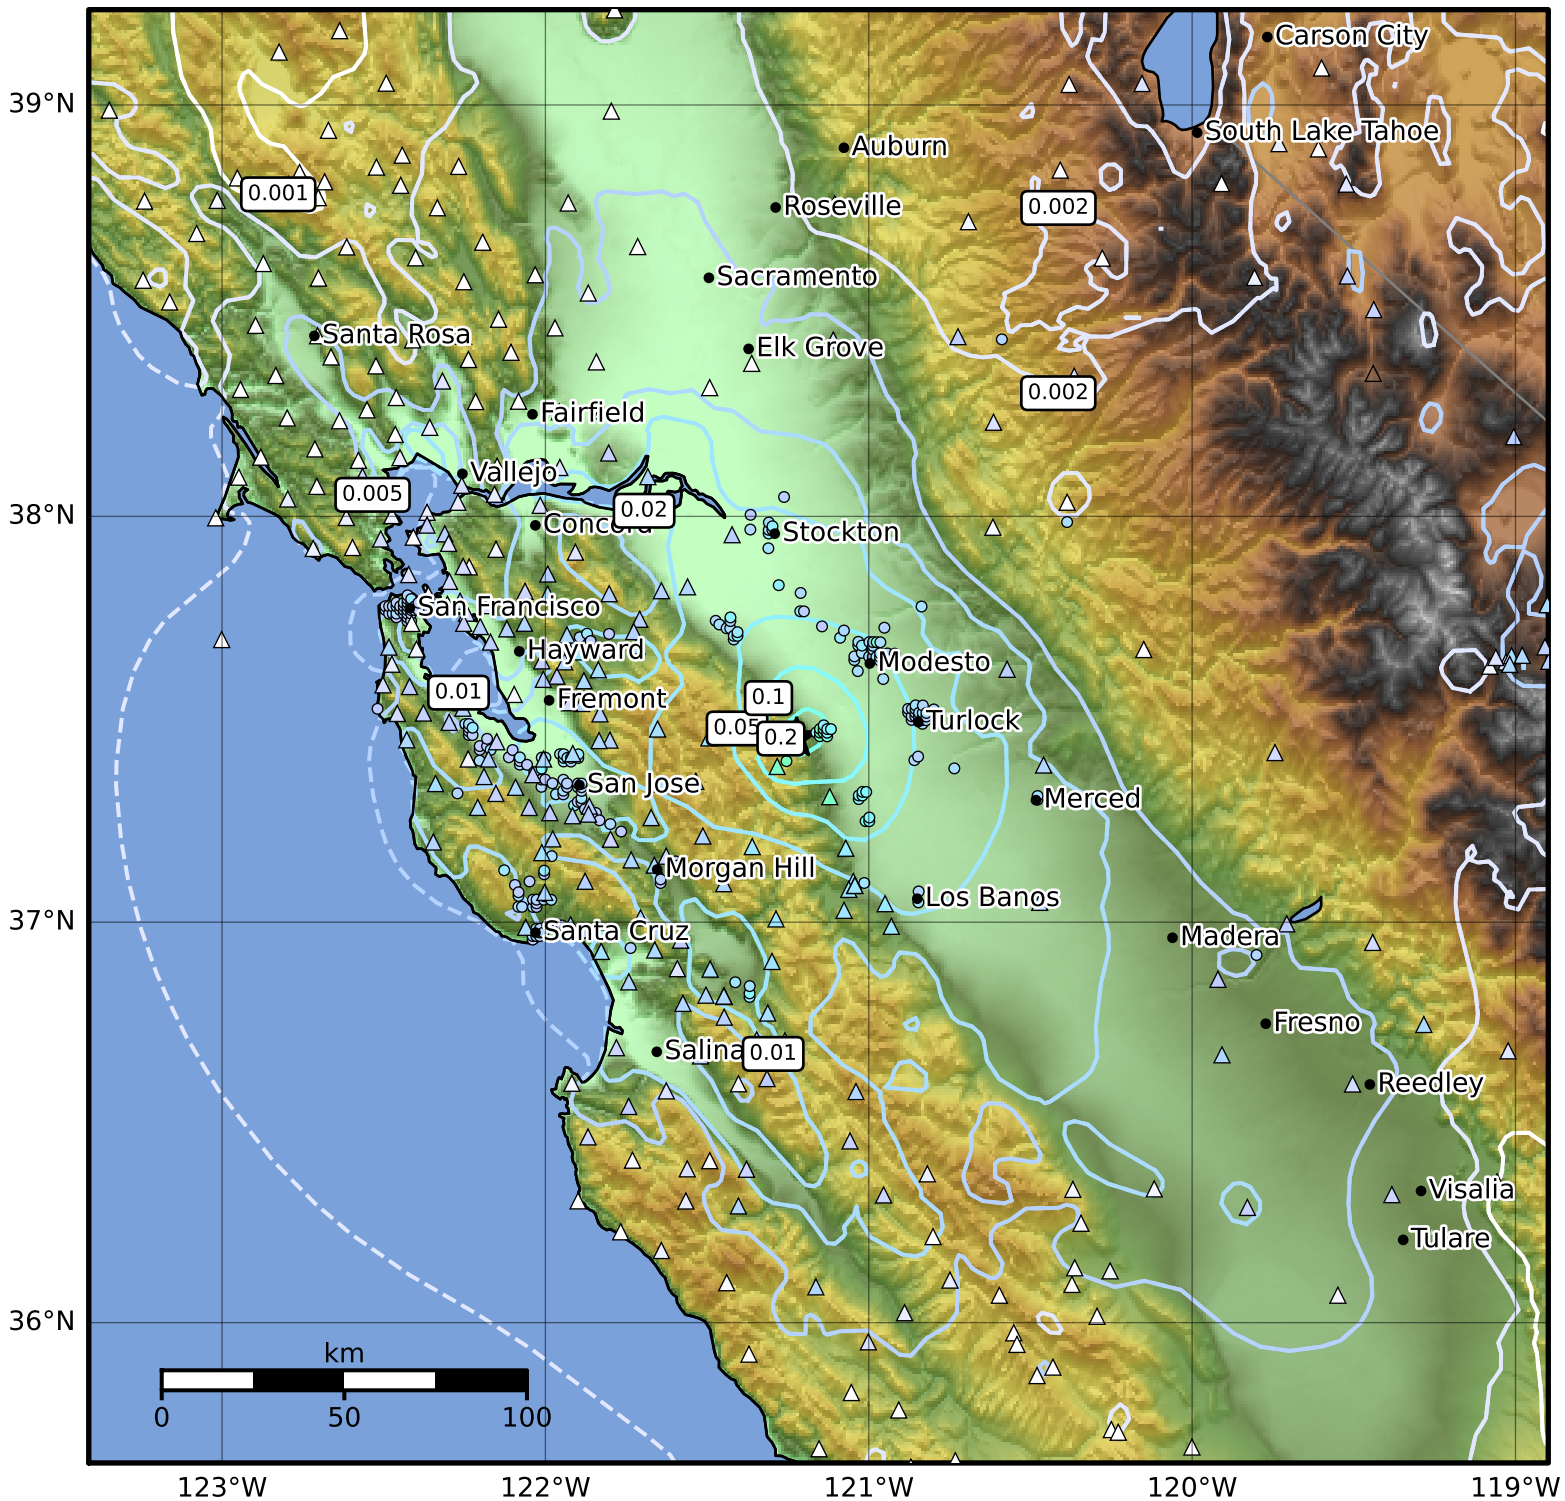 Carson City
39°N
South Lake Tahoe
Auburn
0.001
Roseville
0.002
Sacramento
Santa Rosa
Elk Grove
0.002
Fairfield
Vallejo
0.005
0.02
38°N
Concord
Stockton
San Francisco
Hayward
Modesto
0.01
Fremont
0.1
0.05
0.2
Turlock
San Jose
Merced
Morgan Hill
Los Banos
37°N
Santa Cruz
Madera
Fresno
Salinas
0.01
Reedley
Visalia
Tulare
36°N
km
0 50 100
123°W 122°W 121°W 120°W 119°W